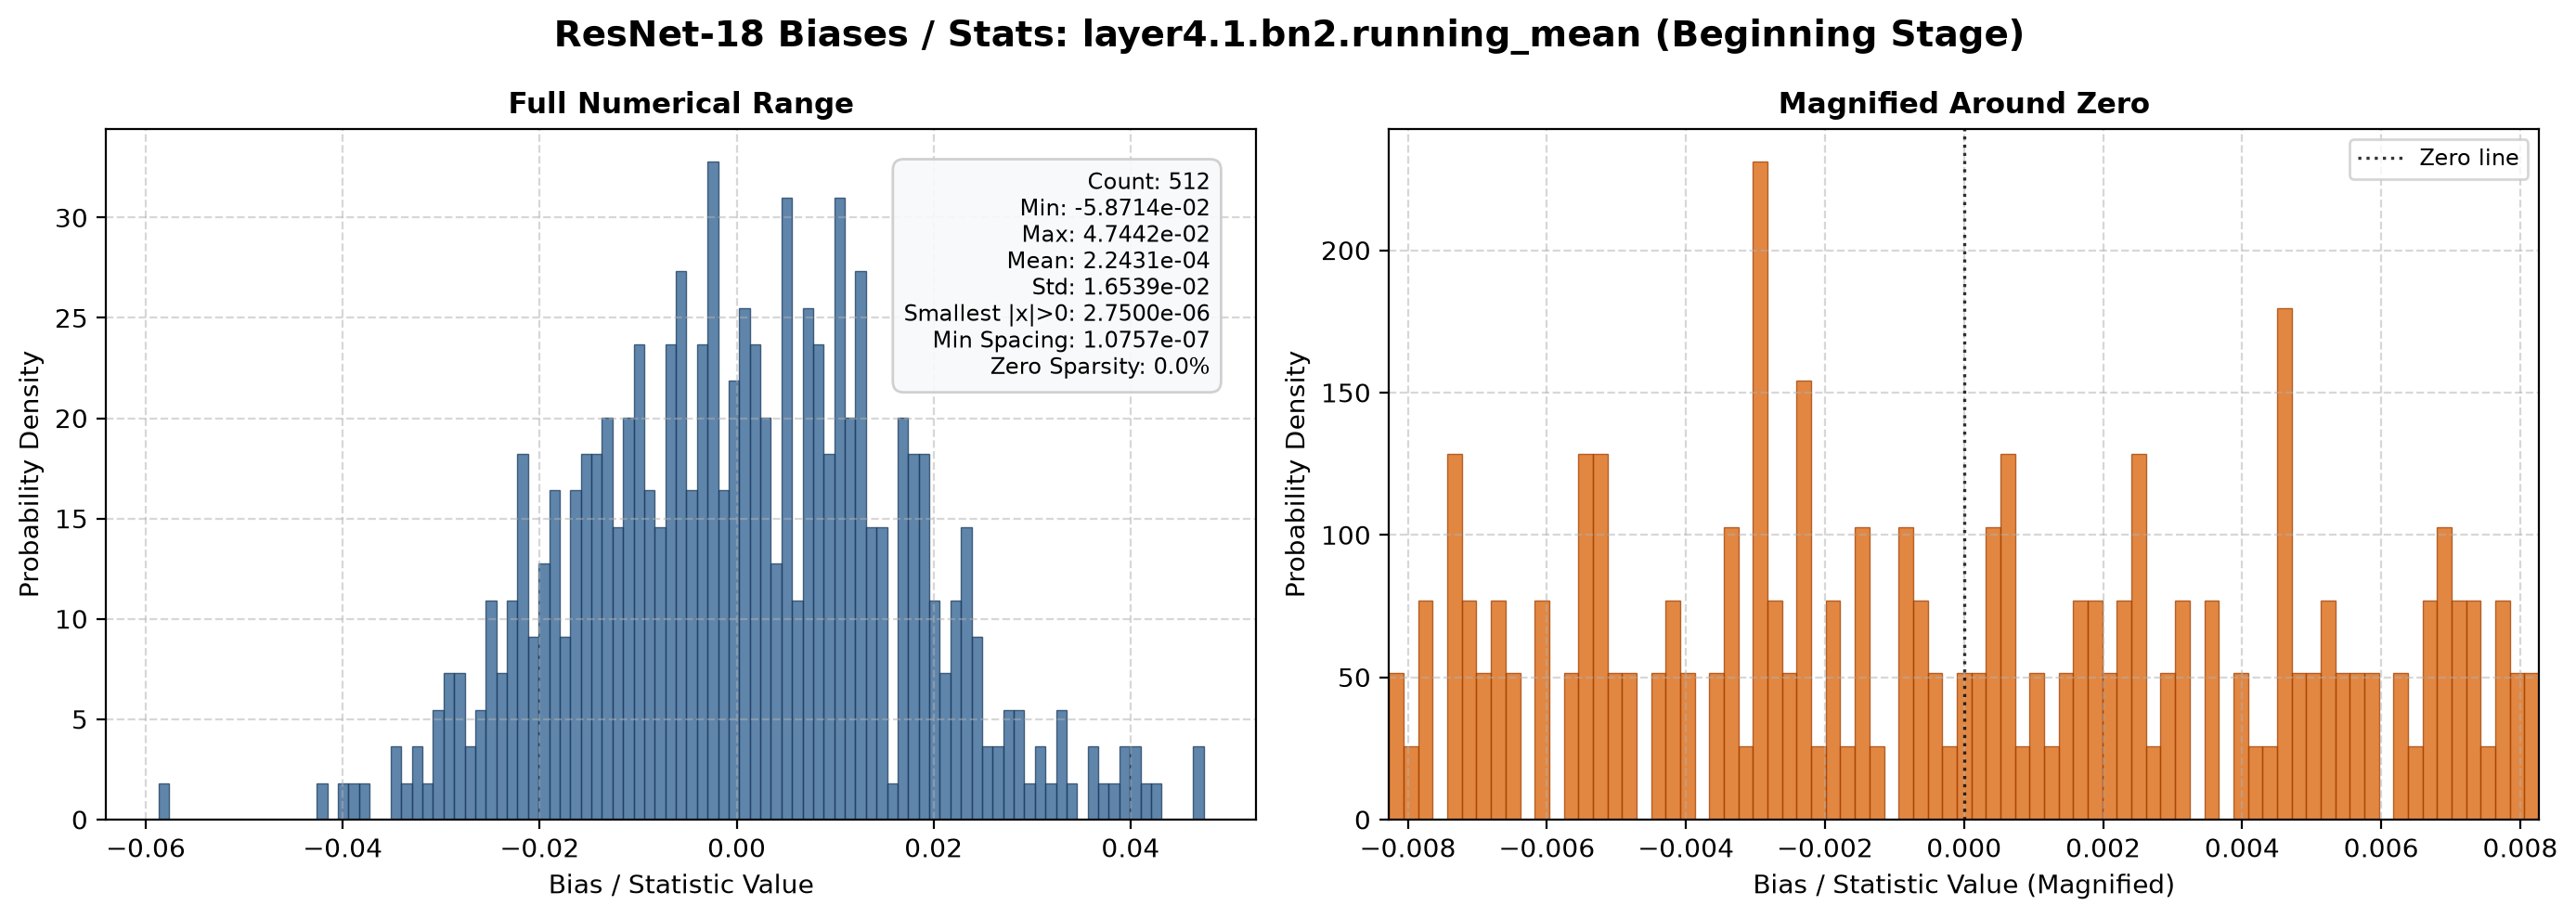 ResNet-18 Biases / Stats: layer4.1.bn2.running_mean (Beginning Stage)
Full Numerical Range
Probability Density
30
25
20
15
10
5
0
Count: 512
Min: -5.8714e-02
Max: 4.7442e-02
Mean: 2.2431e-04
Std: 1.6539e-02
Smallest |x|>0: 2.7500e-06
Min Spacing: 1.0757e-07
Zero Sparsity: 0.0%
−0.06 −0.04 −0.02 0.00 0.02 0.04
Bias / Statistic Value
Magnified Around Zero
Probability Density
200
150
100
50
0
Zero line
−0.008 −0.006 −0.004 −0.002 0.000 0.002 0.004 0.006 0.008
Bias / Statistic Value (Magnified)